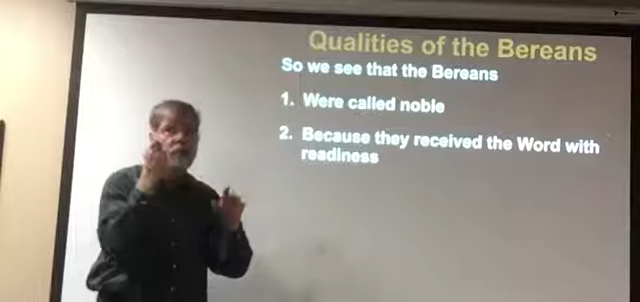 Qualities of the Bereans
So we see that the Bereans
1. Were called noble
2. Because they received the Word with
readiness